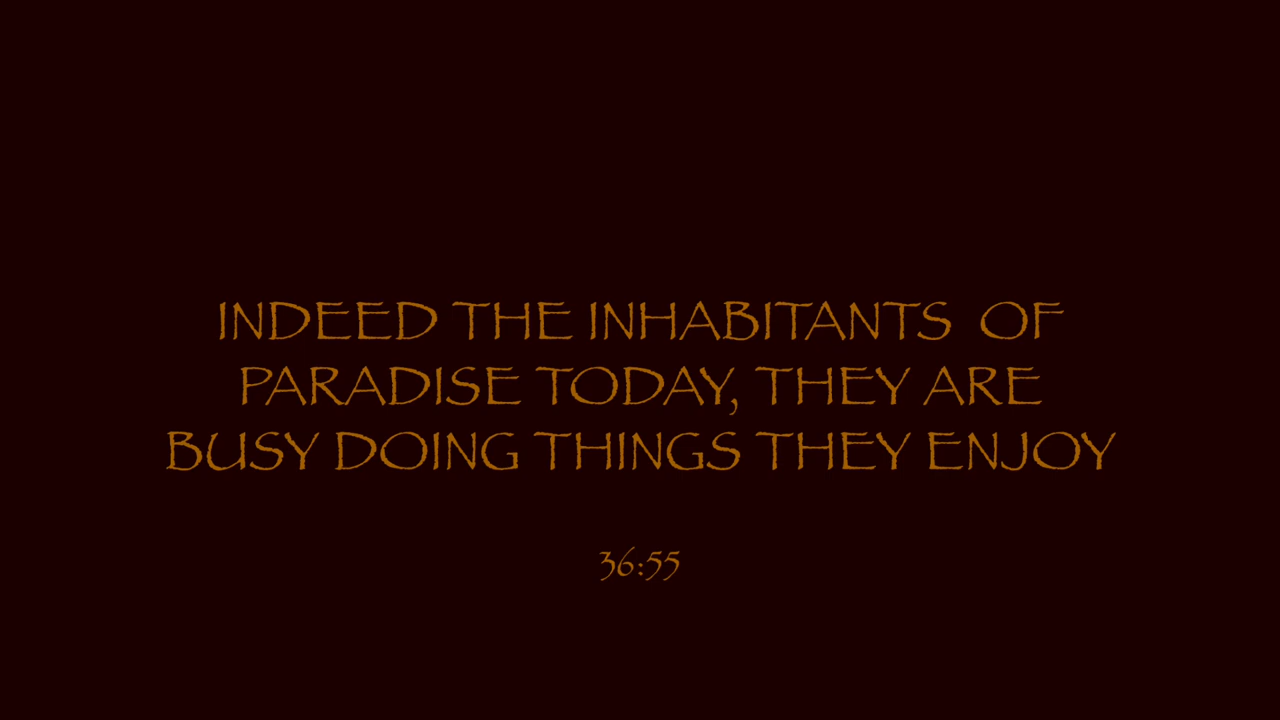 INDEED THE INHABITANTS OF
PARADISE TODAY, THEY ARE
BUSY DOING THINGS THEY ENJOY
36:55